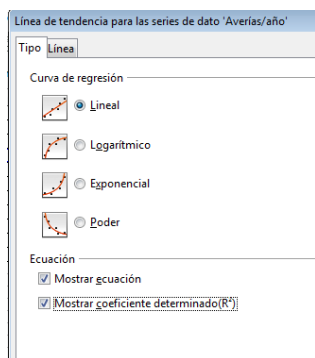 Línea de tendencia para las series de dato 'Averías/año'
Tipo Línea
Curva de regresión
Lineal
Logarítmico
Exponencial
Poder
Ecuación
Mostrar ecuación
Mostrar coeficiente determinado(R²)